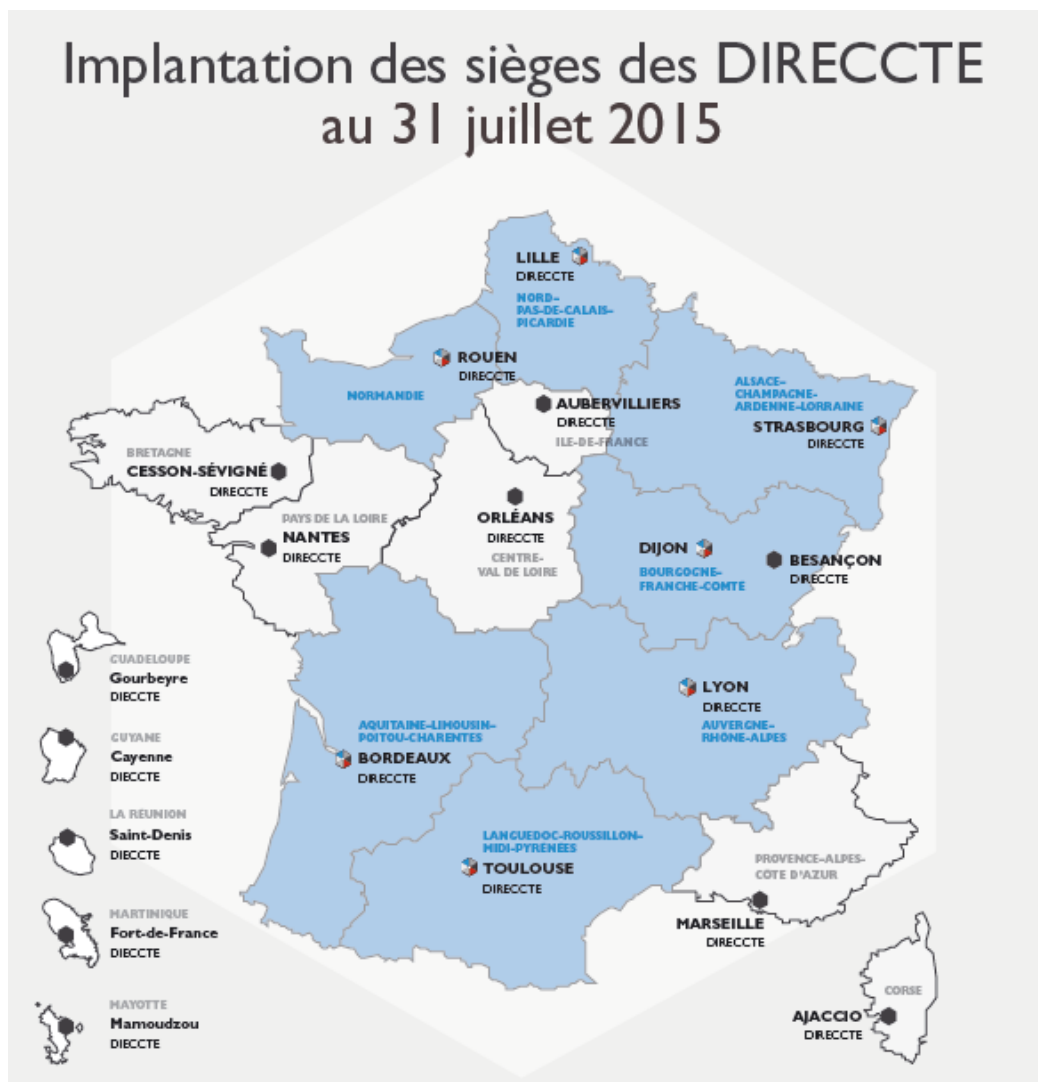 Implantation des sièges des DIRECCTE
au 31 juillet 2015
LILLE
DIRECCTE
NORD–
PAS-DE-CALAIS–
PICARDIE
ROUEN
DIRECCTE
NORMANDIE
AUBERVILLIERS
DIRECCTE
ILE-DE-FRANCE
ALSACE–
CHAMPAGNE-
ARDENNE–LORRAINE
STRASBOURG
DIRECCTE
BRETAGNE
CESSON-SÉVIGNÉ
DIRECCTE
PAYS DE LA LOIRE
NANTES
DIRECCTE
ORLÉANS
DIRECCTE
CENTRE-
VAL DE LOIRE
DIJON
BOURGOGNE–
FRANCHE-COMTÉ
BESANÇON
DIRECCTE
LYON
DIRECCTE
AUVERGNE–
RHÔNE-ALPES
AQUITAINE–LIMOUSIN–
POITOU-CHARENTES
BORDEAUX
DIRECCTE
LANGUEDOC-ROUSSILLON–
MIDI-PYRENÉES
TOULOUSE
DIRECCTE
PROVENCE–ALPES–
CÔTE D'AZUR
MARSEILLE
DIRECCTE
CORSE
AJACCIO
DIRECCTE
GUADELOUPE
Gourbeyre
DIECCTE
GUYANE
Cayenne
DIECCTE
LA RÉUNION
Saint-Denis
DIECCTE
MARTINIQUE
Fort-de-France
DIECCTE
MAYOTTE
Mamoudzou
DIECCTE